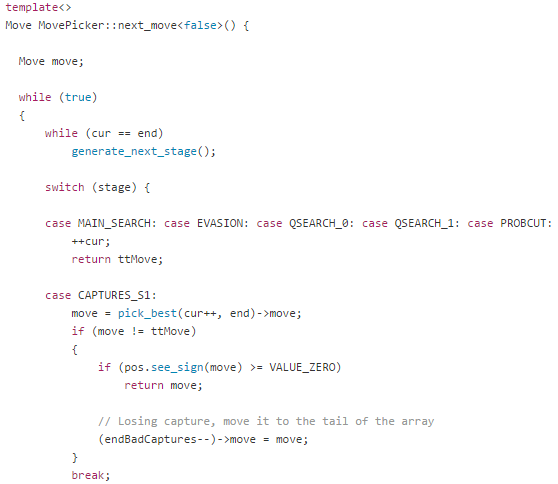 template<>
Move MovePicker::next_move<false>() {
Move move;
while (true)
{
while (cur == end)
generate_next_stage();
switch (stage) {
case MAIN_SEARCH: case EVASION: case QSEARCH_0: case QSEARCH_1: case PROBCUT:
++cur;
return ttMove;
case CAPTURES_S1:
move = pick_best(cur++, end)->move;
if (move != ttMove)
{
if (pos.see_sign(move) >= VALUE_ZERO)
return move;
// Losing capture, move it to the tail of the array
(endBadCaptures--)->move = move;
}
break;